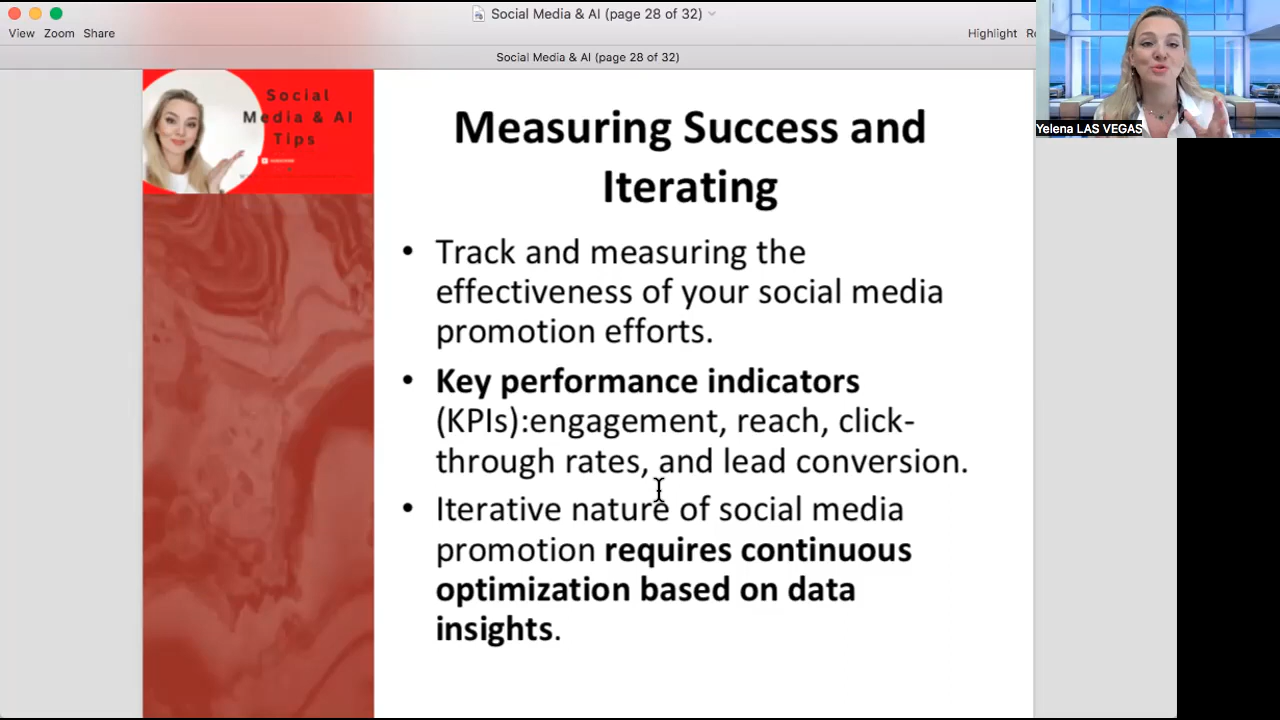 Social Media & AI (page 28 of 32)
View Zoom Share
Highlight
Social Media & AI (page 28 of 32)
Yelena LAS VEGAS
Social
Media & AI
Tips
Measuring Success and
Iterating
• Track and measuring the
effectiveness of your social media
promotion efforts.
• Key performance indicators
(KPIs):engagement, reach, click-
through rates, and lead conversion.
• Iterative nature of social media
promotion requires continuous
optimization based on data
insights.